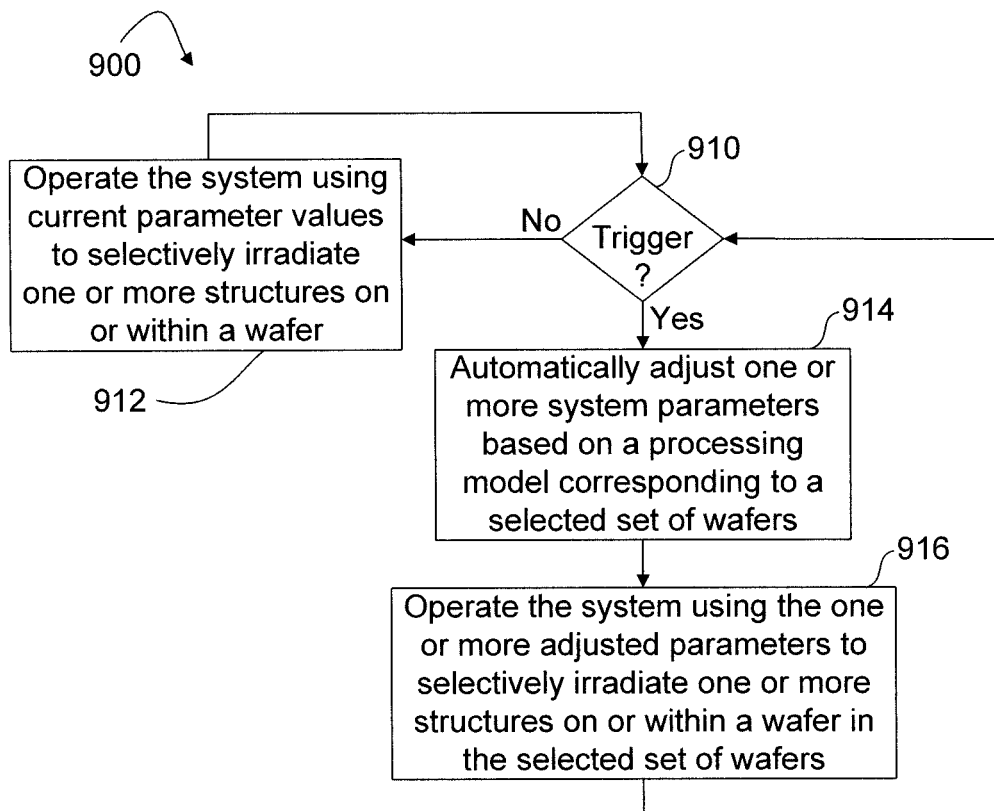 900
910
Operate the system using
current parameter values
to selectively irradiate
one or more structures on
or within a wafer
No
Trigger
?
Yes
912
914
Automatically adjust one or
more system parameters
based on a processing
model corresponding to a
selected set of wafers
916
Operate the system using the one
or more adjusted parameters to
selectively irradiate one or more
structures on or within a wafer in
the selected set of wafers